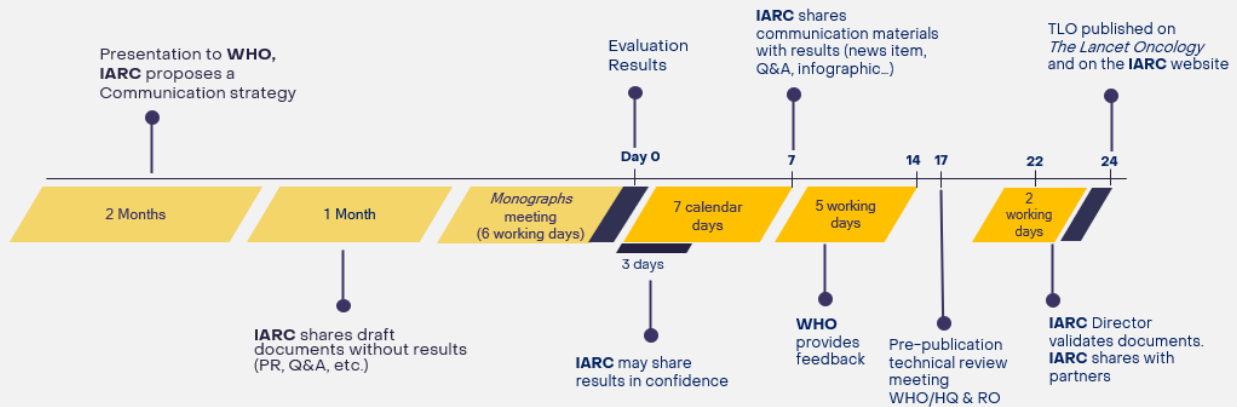 Presentation to WHO,
IARC proposes a
Communication strategy
Evaluation
Results
IARC shares
communication materials
with results (news item,
Q&A, infographic...)
TLO published on
The Lancet Oncology
and on the IARC website
Day 0
7
14
17
22
24
2 Months
1 Month
Monographs
meeting
(6 working days)
7 calendar
days
5 working
days
2
working
days
3 days
IARC shares draft
documents without results
(PR, Q&A, etc.)
IARC may share
results in confidence
WHO
provides
feedback
Pre-publication
technical review
meeting
WHO/HQ & RO
IARC Director
validates documents.
IARC shares with
partners